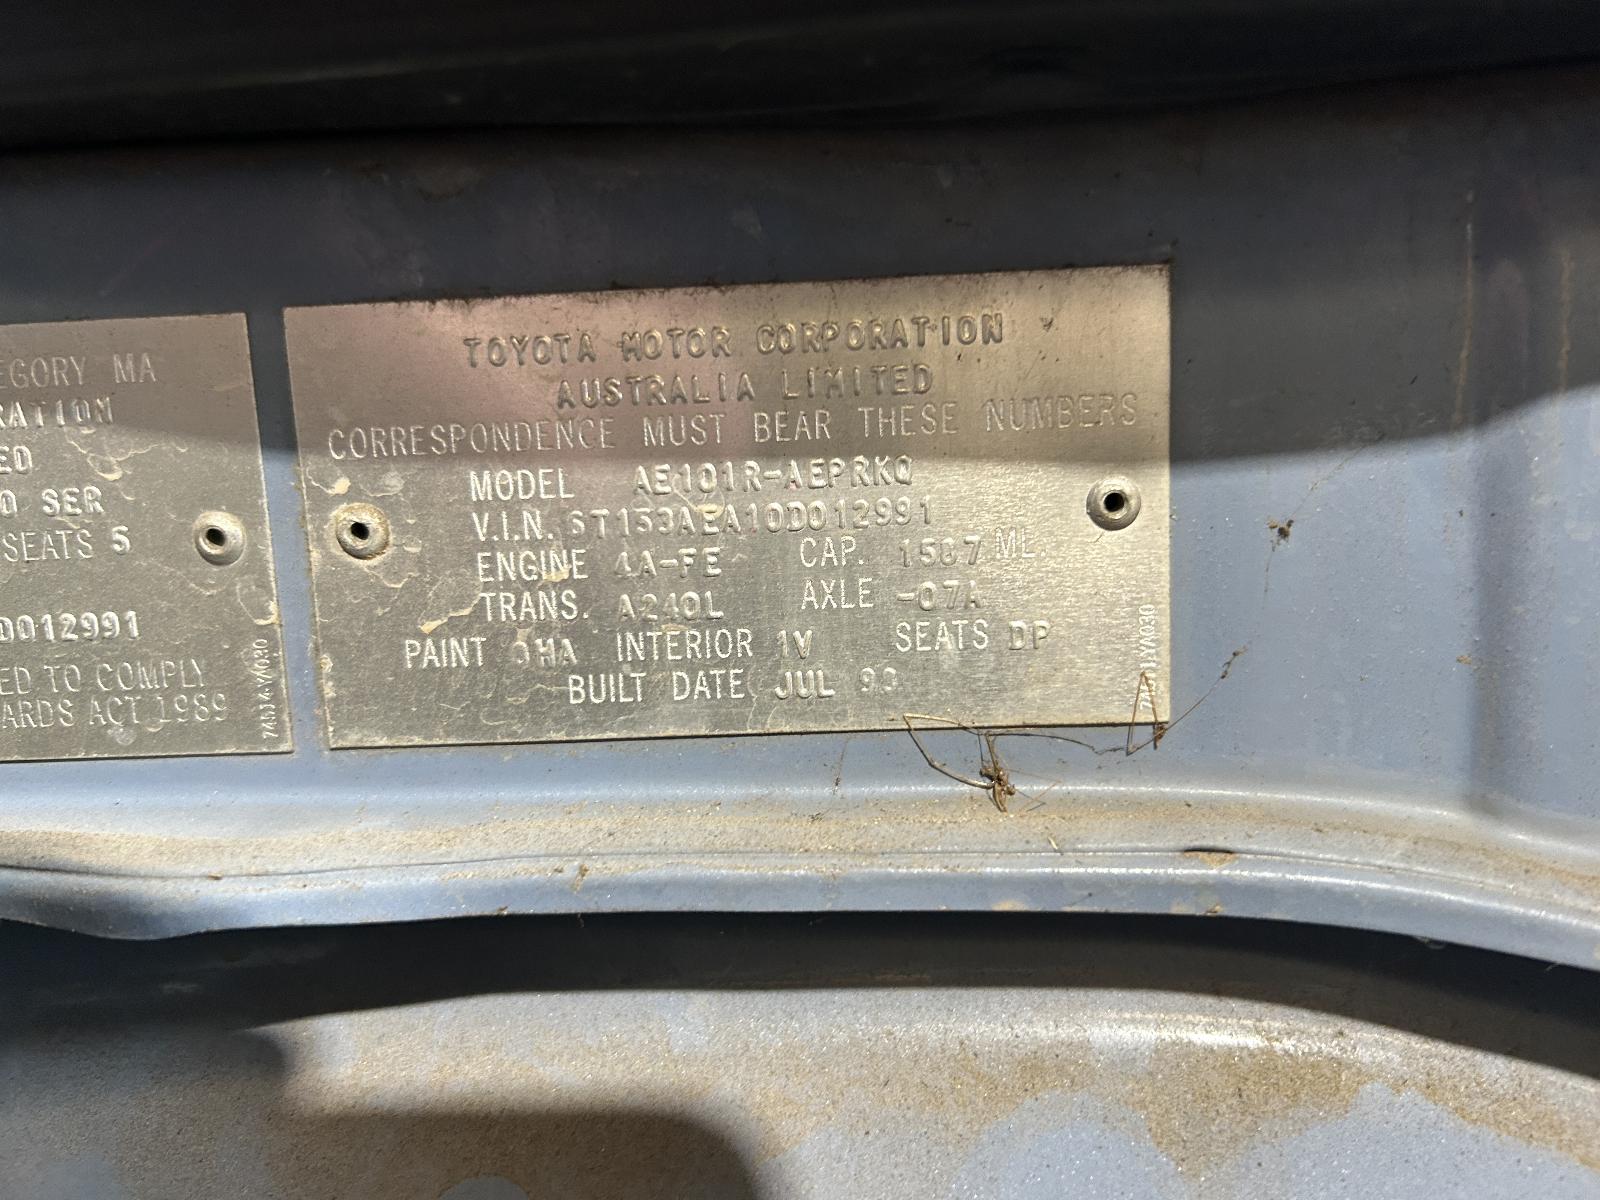 EGORY MA
RATION
ED
0 SER
SEATS 5
D012991
ED TO COMPLY
ARDS ACT 1989
74514-YA030
TOYOTA MOTOR CORPORATION
AUSTRALIA LIMITED
CORRESPONDENCE MUST BEAR THESE NUMBERS
MODEL AE101R-AEPRKQ
V.I.N. 6T153AEA10D012991
ENGINE 4A-FE CAP. 1587 ML.
TRANS. A240L AXLE -07A
PAINT INTERIOR 1V SEATS DP
BUILT DATE JUL 93